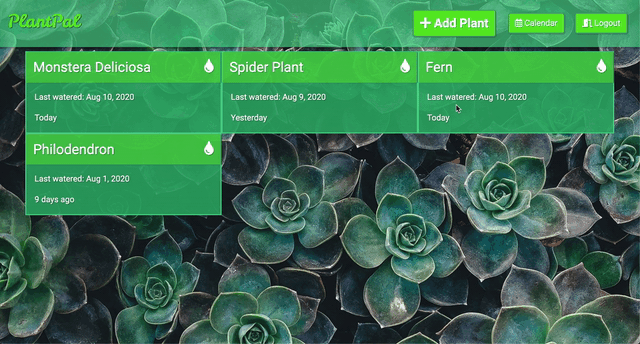 PlantPal
Add Plant
Calendar
Logout
Monstera Deliciosa
Last watered: Aug 10, 2020
Today
Spider Plant
Last watered: Aug 9, 2020
Yesterday
Fern
Last watered: Aug 10, 2020
Today
Philodendron
Last watered: Aug 1, 2020
9 days ago